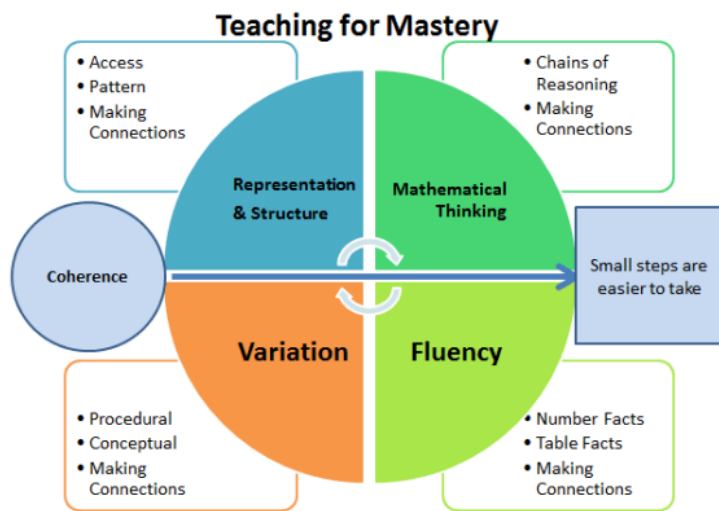 Teaching for Mastery
• Access
• Pattern
• Making
Connections
• Chains of
Reasoning
• Making
Connections
Representation
& Structure
Mathematical
Thinking
Coherence
Small steps are
easier to take
Variation
Fluency
• Procedural
• Conceptual
• Making
Connections
• Number Facts
• Table Facts
• Making
Connections